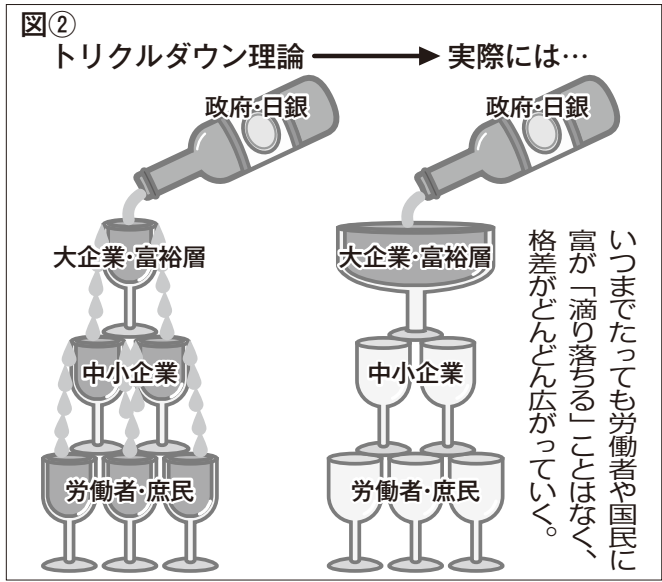 図②
トリクルダウン理論
実際には…
政府・日銀
大企業・富裕層
中小企業
労働者・庶民
政府・日銀
大企業・富裕層
中小企業
労働者・庶民
いつまでたっても労働者や国民に
富が「滴り落ちる」ことはなく、
格差がどんどん広がっていく。